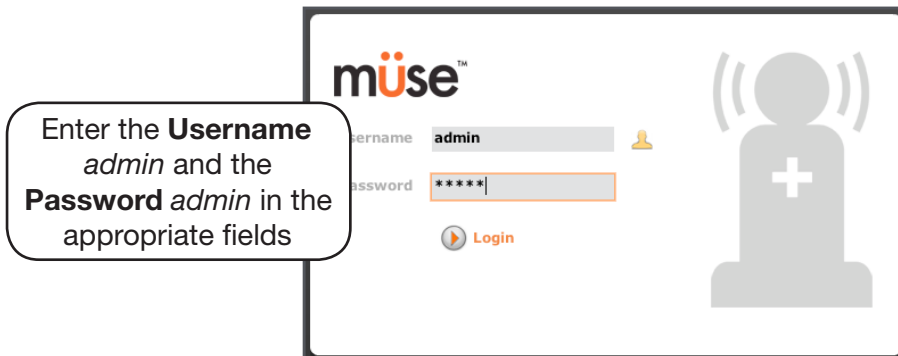 müse™
Enter the Username
admin and the
Password admin in the
appropriate fields
sername admin
assword *****
Login